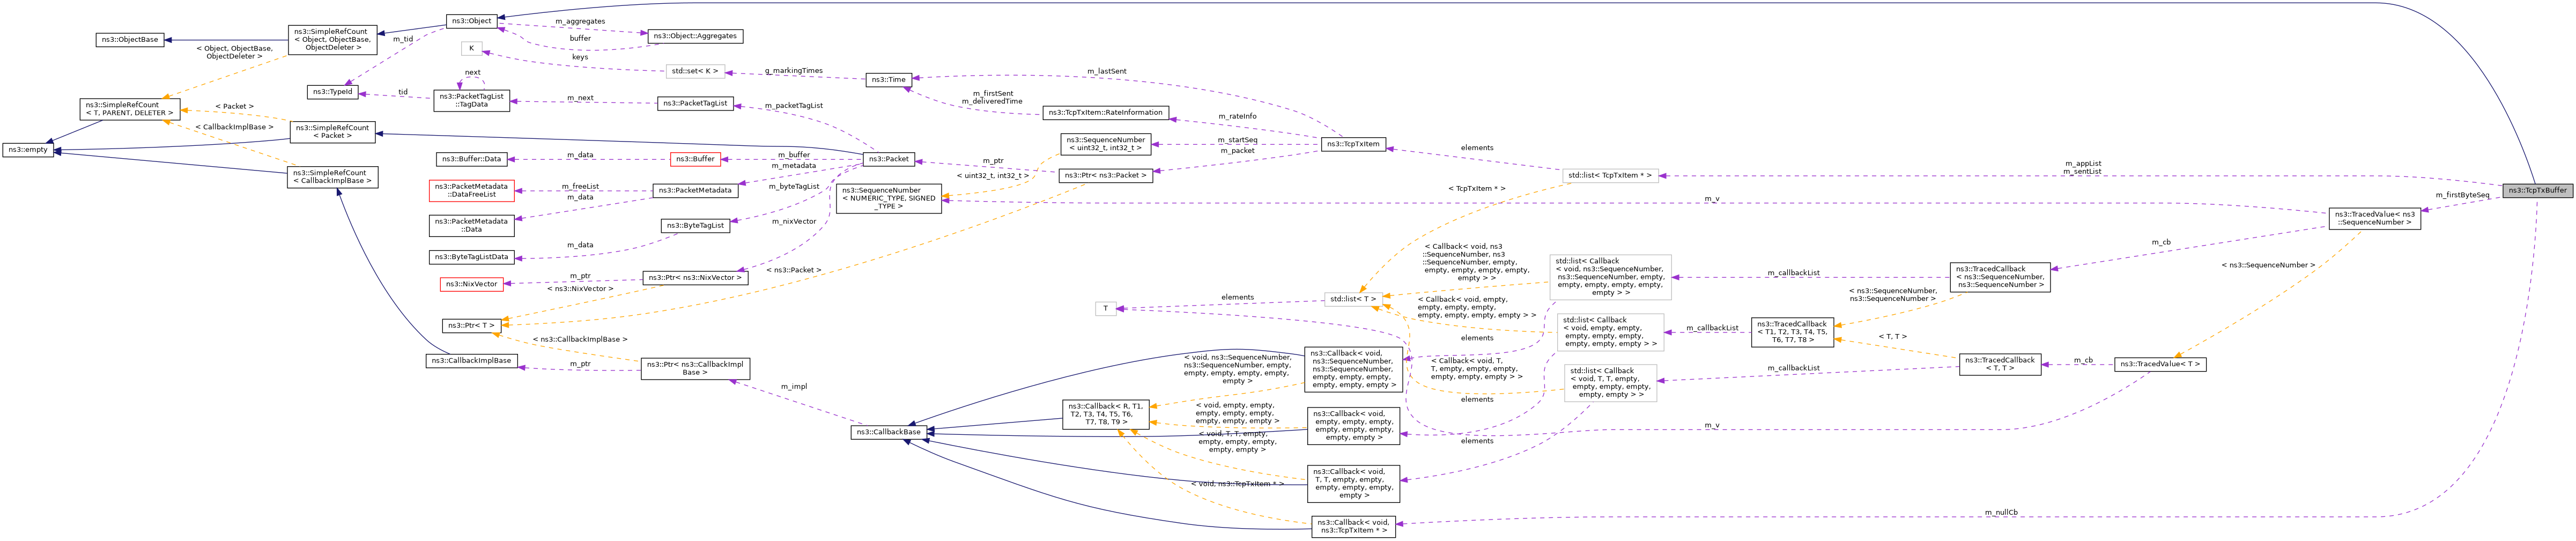 ns3::Object
m_aggregates
ns3::Object::Aggregates
buffer
ns3::ObjectBase
ns3::SimpleRefCount
< Object, ObjectBase,
ObjectDeleter >
m_tid
< Object, ObjectBase,
ObjectDeleter >
K
keys
std::set< K >
g_markingTimes
ns3::Time
m_lastSent
next
ns3::TypeId
tid
ns3::PacketTagList
::TagData
m_next
ns3::PacketTagList
m_packetTagList
m_firstSent
m_deliveredTime
ns3::TcpTxItem::RateInformation
m_rateInfo
ns3::SimpleRefCount
< T, PARENT, DELETER >
< Packet >
< CallbackImplBase >
ns3::SimpleRefCount
< Packet >
ns3::empty
ns3::SimpleRefCount
< CallbackImplBase >
ns3::Buffer::Data
m_data
ns3::Buffer
m_buffer
ns3::Packet
m_ptr
ns3::SequenceNumber
< uint32_t, int32_t >
m_startSeq
m_packet
ns3::TcpTxItem
elements
m_metadata
< uint32_t, int32_t >
ns3::Ptr< ns3::Packet >
std::list< TcpTxItem * >
m_appList
m_sentList
ns3::TcpTxBuffer
ns3::PacketMetadata
::DataFreeList
m_freeList
m_data
ns3::PacketMetadata
m_byteTagList
ns3::SequenceNumber
< NUMERIC_TYPE, SIGNED
_TYPE >
< TcpTxItem * >
m_v
m_firstByteSeq
ns3::PacketMetadata
::Data
ns3::ByteTagList
m_nixVector
ns3::TracedValue< ns3
::SequenceNumber >
ns3::ByteTagListData
m_data
m_cb
< Callback< void, ns3
::SequenceNumber, ns3
::SequenceNumber, empty,
empty, empty, empty,
empty > >
std::list< Callback
< void, ns3::SequenceNumber,
ns3::SequenceNumber, empty,
empty, empty, empty, empty,
empty > >
m_callbackList
ns3::TracedCallback
< ns3::SequenceNumber,
ns3::SequenceNumber >
< ns3::SequenceNumber >
ns3::NixVector
m_ptr
ns3::Ptr< ns3::NixVector >
< ns3::Packet >
< ns3::NixVector >
T
elements
std::list< T >
< Callback< void, empty,
empty, empty, empty,
empty, empty, empty, empty > >
< ns3::SequenceNumber,
ns3::SequenceNumber >
ns3::Ptr< T >
std::list< Callback
< void, empty, empty,
empty, empty, empty,
empty, empty, empty > >
m_callbackList
ns3::TracedCallback
< T1, T2, T3, T4, T5,
T6, T7, T8 >
< T, T >
elements
< ns3::CallbackImplBase >
ns3::CallbackImplBase
m_ptr
ns3::Ptr< ns3::CallbackImpl
Base >
m_impl
< void, ns3::SequenceNumber,
ns3::SequenceNumber, empty,
empty, empty, empty, empty,
empty >
ns3::Callback< void,
ns3::SequenceNumber,
ns3::SequenceNumber,
empty, empty, empty,
empty, empty, empty >
< Callback< void, T,
T, empty, empty, empty,
empty, empty, empty > >
std::list< Callback
< void, T, T, empty,
empty, empty, empty,
empty, empty > >
m_callbackList
ns3::TracedCallback
< T, T >
m_cb
ns3::TracedValue< T >
elements
ns3::CallbackBase
ns3::Callback< R, T1,
T2, T3, T4, T5, T6,
T7, T8, T9 >
< void, empty, empty,
empty, empty, empty,
empty, empty, empty >
ns3::Callback< void,
empty, empty, empty,
empty, empty, empty,
empty, empty >
m_v
< void, T, T, empty,
empty, empty, empty,
empty, empty >
elements
ns3::Callback< void,
T, T, empty, empty,
empty, empty, empty,
empty >
< void, ns3::TcpTxItem * >
ns3::Callback< void,
ns3::TcpTxItem * >
m_nullCb